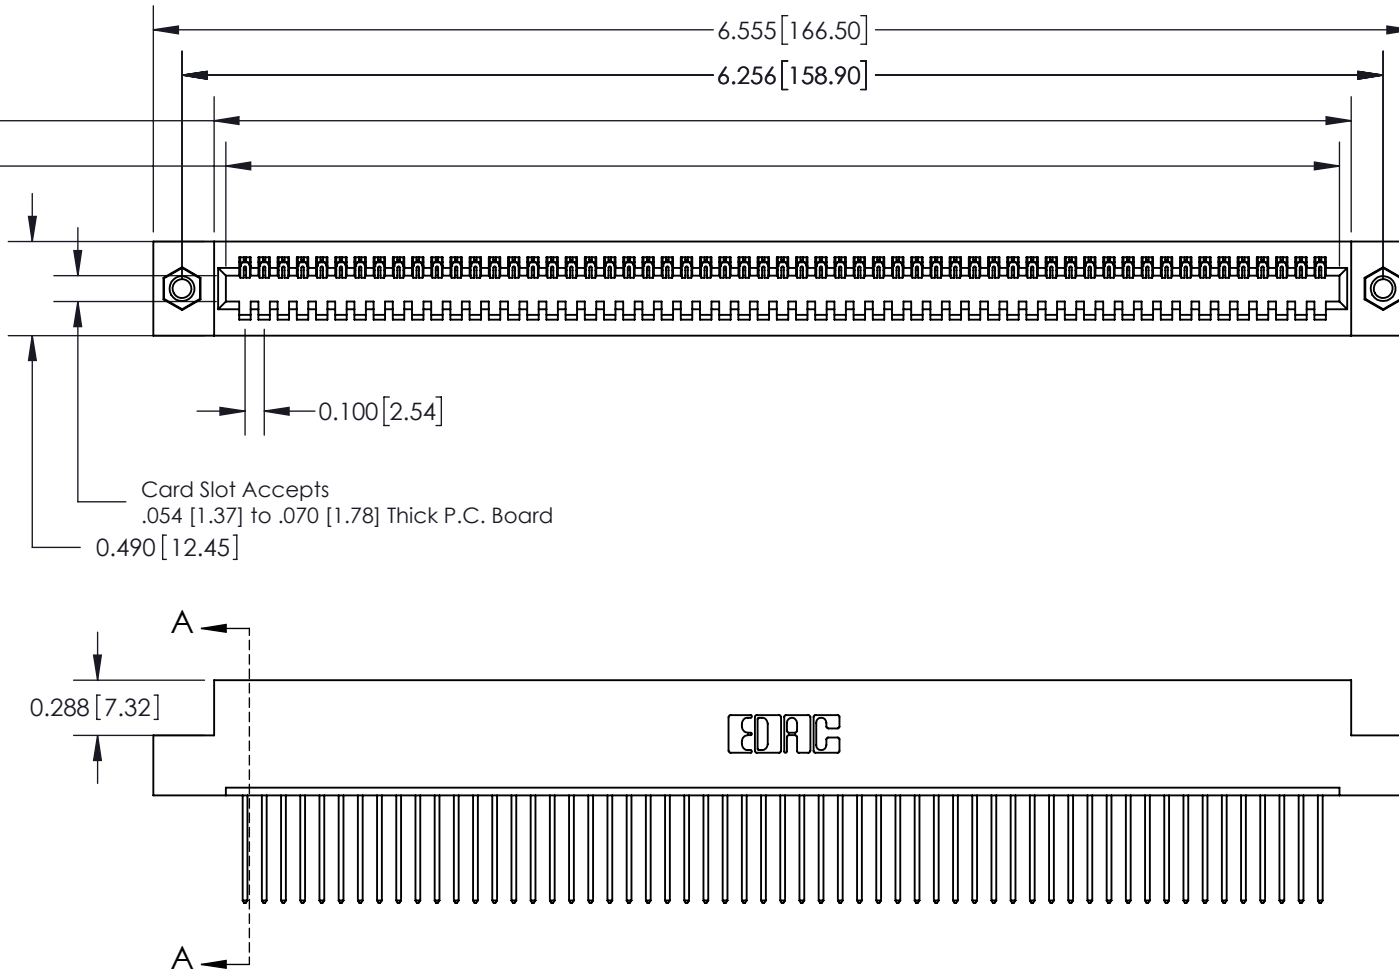 6.555[166.50]
6.256[158.90]
0.100[2.54]
Card Slot Accepts
.054 [1.37] to .070 [1.78] Thick P.C. Board
0.490[12.45]
A
0.288[7.32]
EDAC
A